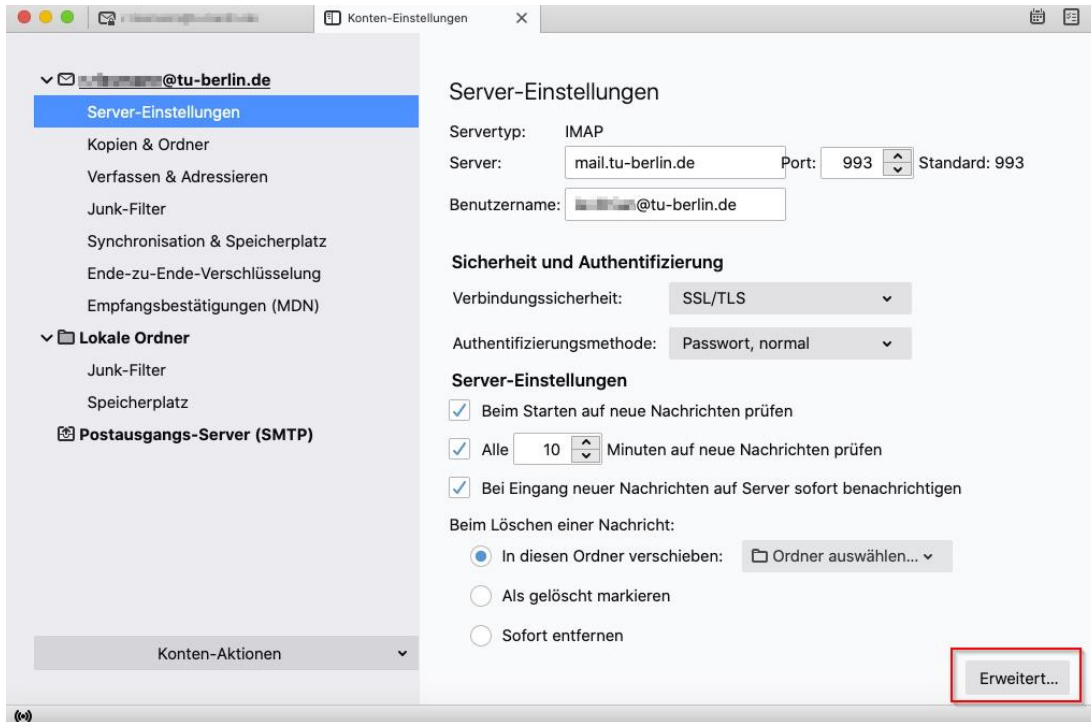 Konten-Einstellungen
@tu-berlin.de
Server-Einstellungen
Kopien & Ordner
Verfassen & Adressieren
Junk-Filter
Synchronisation & Speicherplatz
Ende-zu-Ende-Verschlüsselung
Empfangsbestätigungen (MDN)
Lokale Ordner
Junk-Filter
Speicherplatz
Postausgangs-Server (SMTP)
Konten-Aktionen
Server-Einstellungen
Servertyp: IMAP
Server: mail.tu-berlin.de Port: 993 Standard: 993
Benutzername: @tu-berlin.de
Sicherheit und Authentifizierung
Verbindungssicherheit: SSL/TLS
Authentifizierungsmethode: Passwort, normal
Server-Einstellungen
Beim Starten auf neue Nachrichten prüfen
Alle 10 Minuten auf neue Nachrichten prüfen
Bei Eingang neuer Nachrichten auf Server sofort benachrichtigen
Beim Löschen einer Nachricht:
In diesen Ordner verschieben: Ordner auswählen...
Als gelöscht markieren
Sofort entfernen
Erweitert...